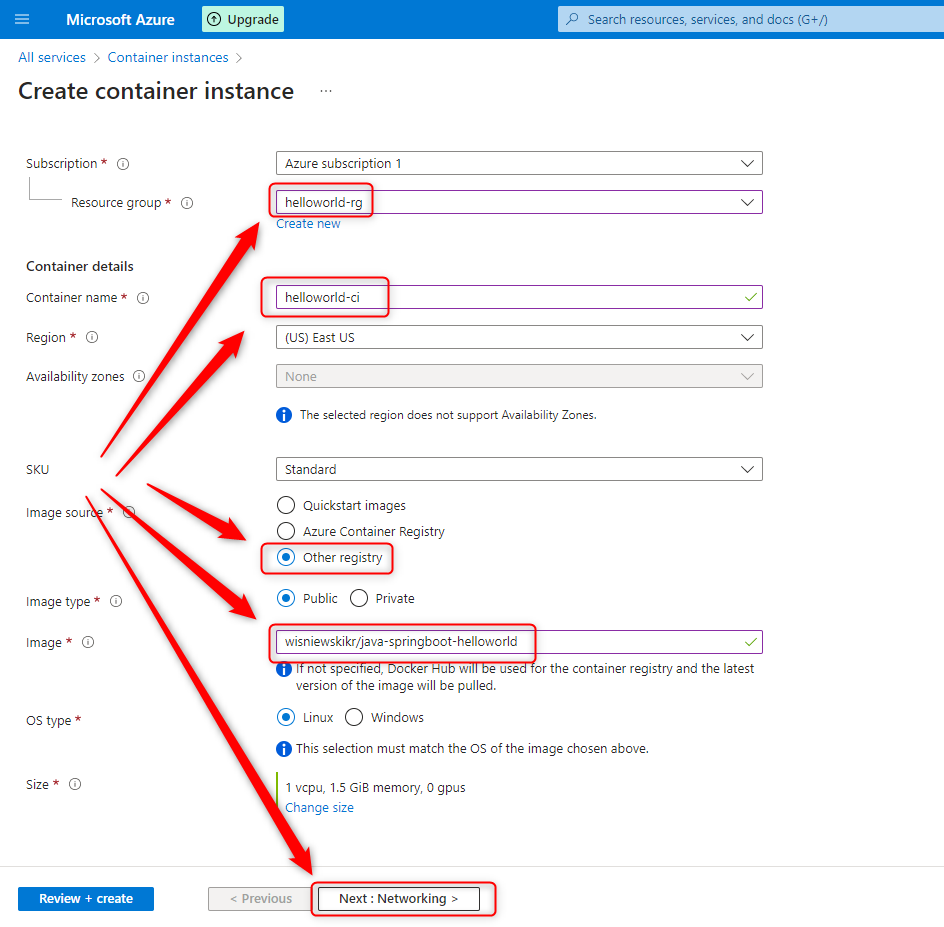 Microsoft Azure Upgrade Search resources, services, and docs (G+/)
All services > Container instances >
Create container instance ...
Subscription * Azure subscription 1
Resource group * helloworld-rg
Create new
Container details
Container name * helloworld-ci
Region * (US) East US
Availability zones None
The selected region does not support Availability Zones.
SKU Standard
Image source * Quickstart images
Azure Container Registry
Other registry
Image type * Public Private
Image * wisniewskikr/java-springboot-helloworld
If not specified, Docker Hub will be used for the container registry and the latest
version of the image will be pulled.
OS type * Linux Windows
This selection must match the OS of the image chosen above.
Size * 1 vcpu, 1.5 GiB memory, 0 gpus
Change size
Review + create < Previous Next : Networking >